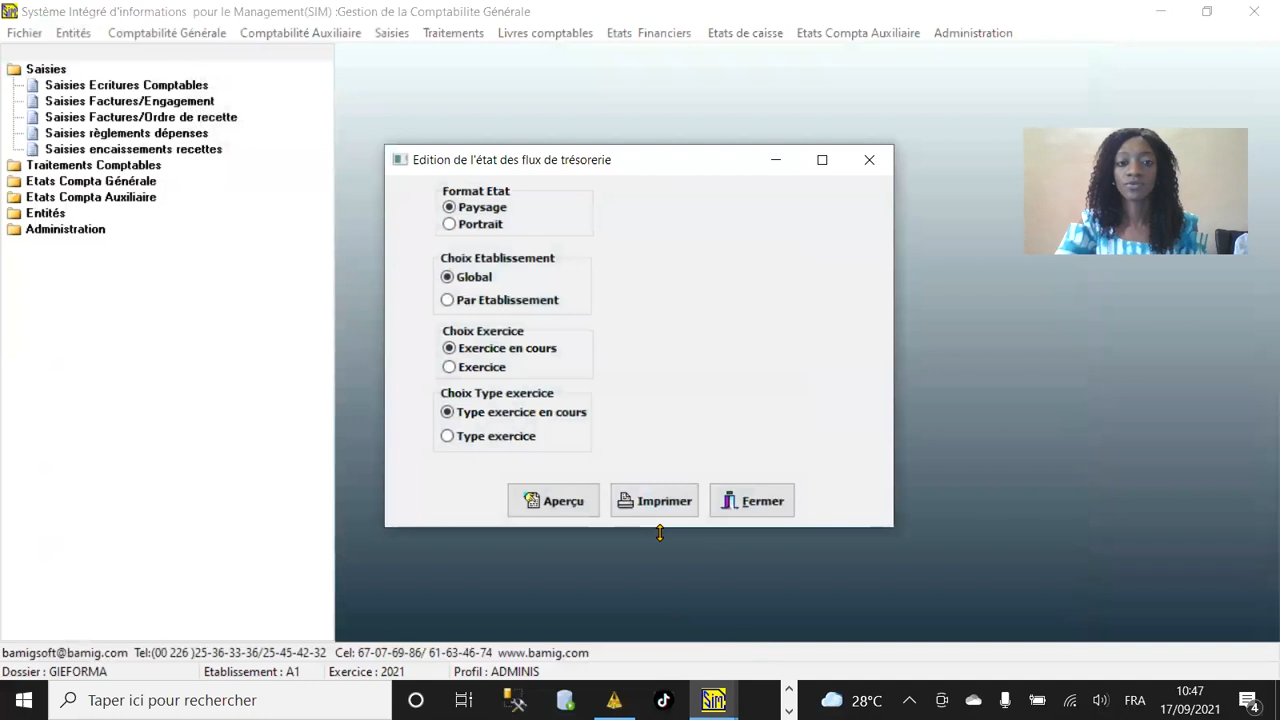 Système Intégré d'informations pour le Management(SIM) :Gestion de la Comptabilite Générale
Fichier Entités Comptabilité Générale Comptabilité Auxiliaire Saisies Traitements Livres comptables Etats Financiers Etats de caisse Etats Compta Auxiliaire Administration
Saisies
Saisies Ecritures Comptables
Saisies Factures/Engagement
Saisies Factures/Ordre de recette
Saisies règlements dépenses
Saisies encaissements recettes
Traitements Comptables
Etats Compta Générale
Etats Compta Auxiliaire
Entités
Administration
Edition de l'état des flux de trésorerie
Format Etat
Paysage
Portrait
Choix Etablissement
Global
Par Etablissement
Choix Exercice
Exercice en cours
Exercice
Choix Type exercice
Type exercice en cours
Type exercice
Aperçu Imprimer Fermer
bamigsoft@bamig.com Tel:(00 226 )25-36-33-36/25-45-42-32 Cel: 67-07-69-86/ 61-63-46-74 www.bamig.com
Dossier : GIEFORMA Etablissement : A1 Exercice : 2021 Profil : ADMINIS
Taper ici pour rechercher SIM 28°C FRA 10:47
17/09/2021 4